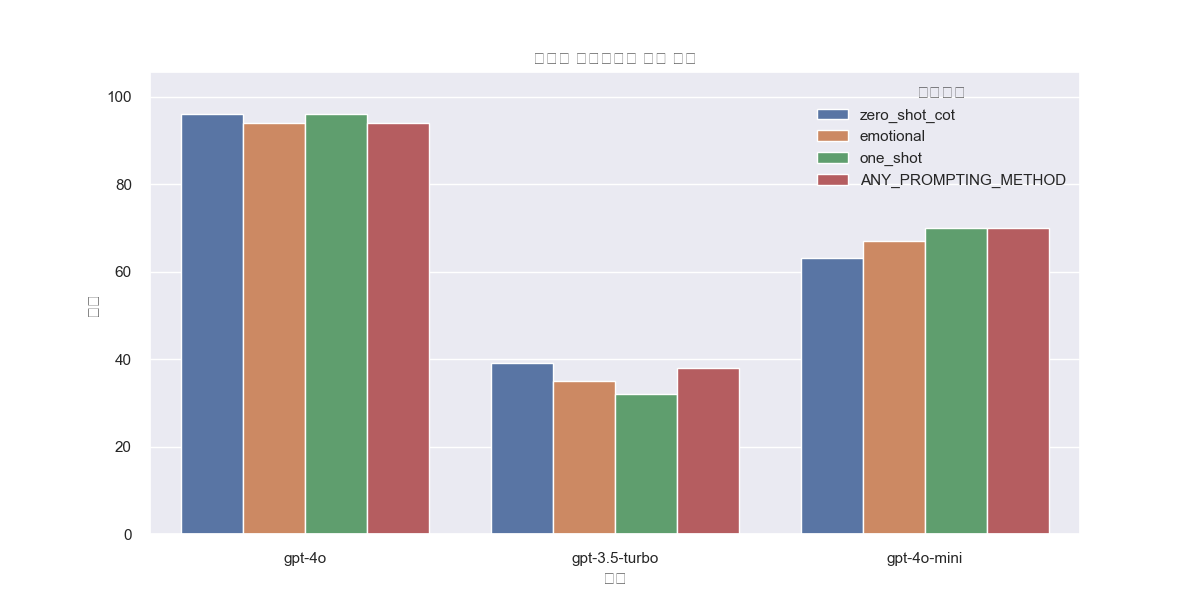 100
80
60
40
20
0
zero_shot_cot
emotional
one_shot
ANY_PROMPTING_METHOD
gpt-4o
gpt-3.5-turbo
gpt-4o-mini